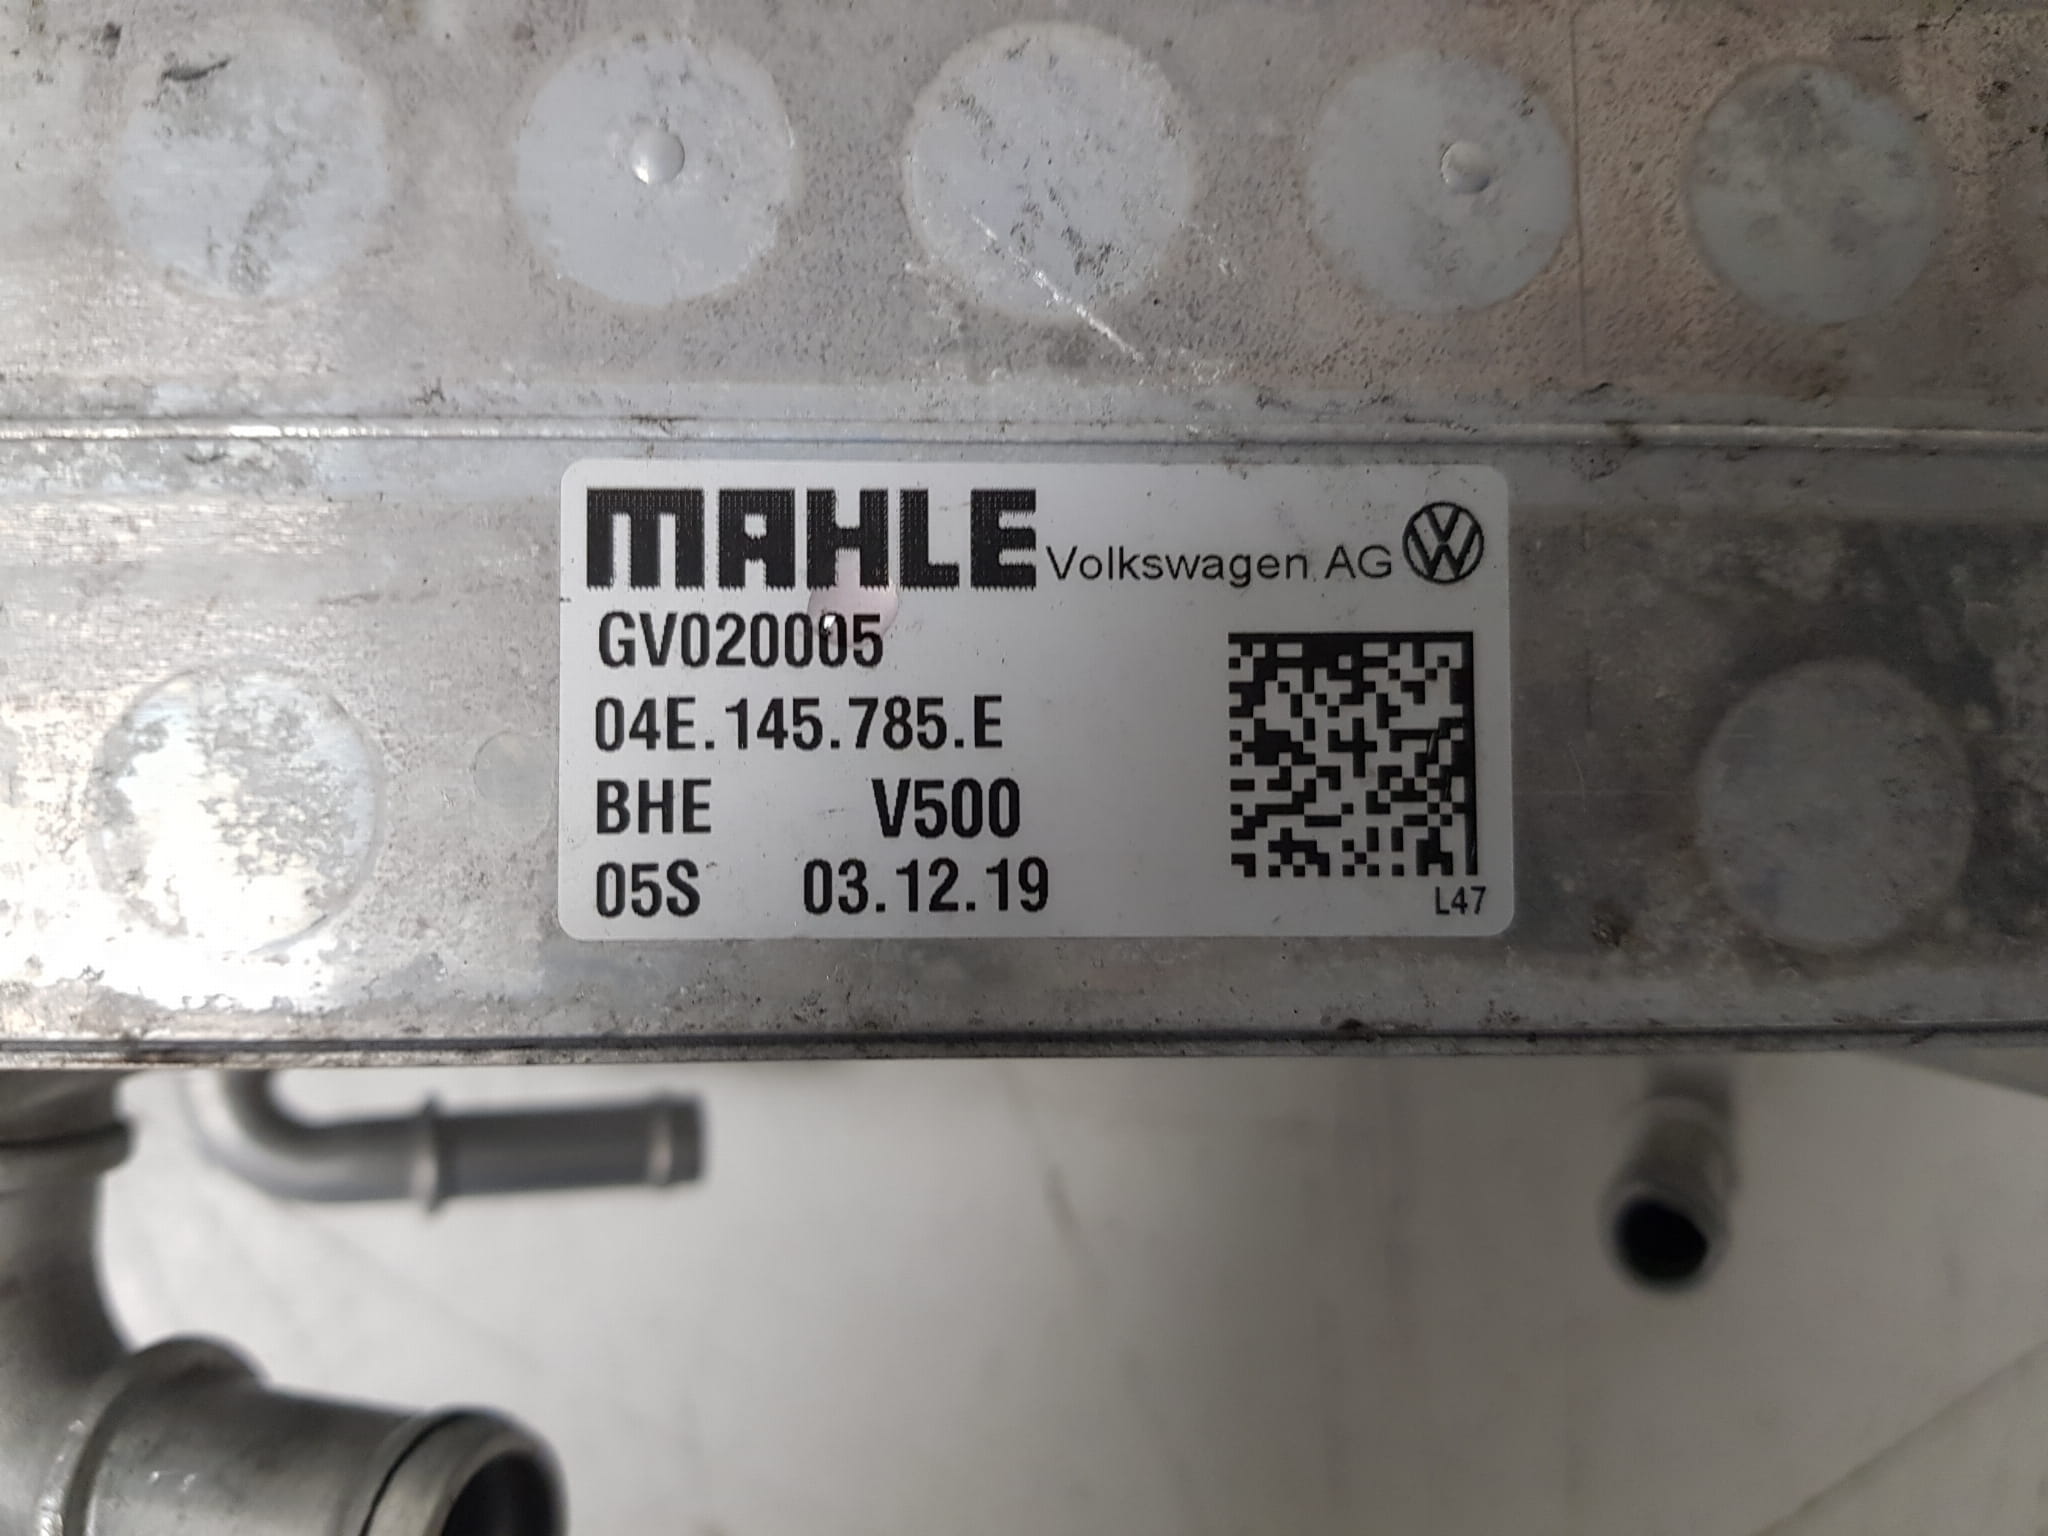 MAHLE Volkswagen AG
GV020005
04E.145.785.E
BHE V500
05S 03.12.19
L47